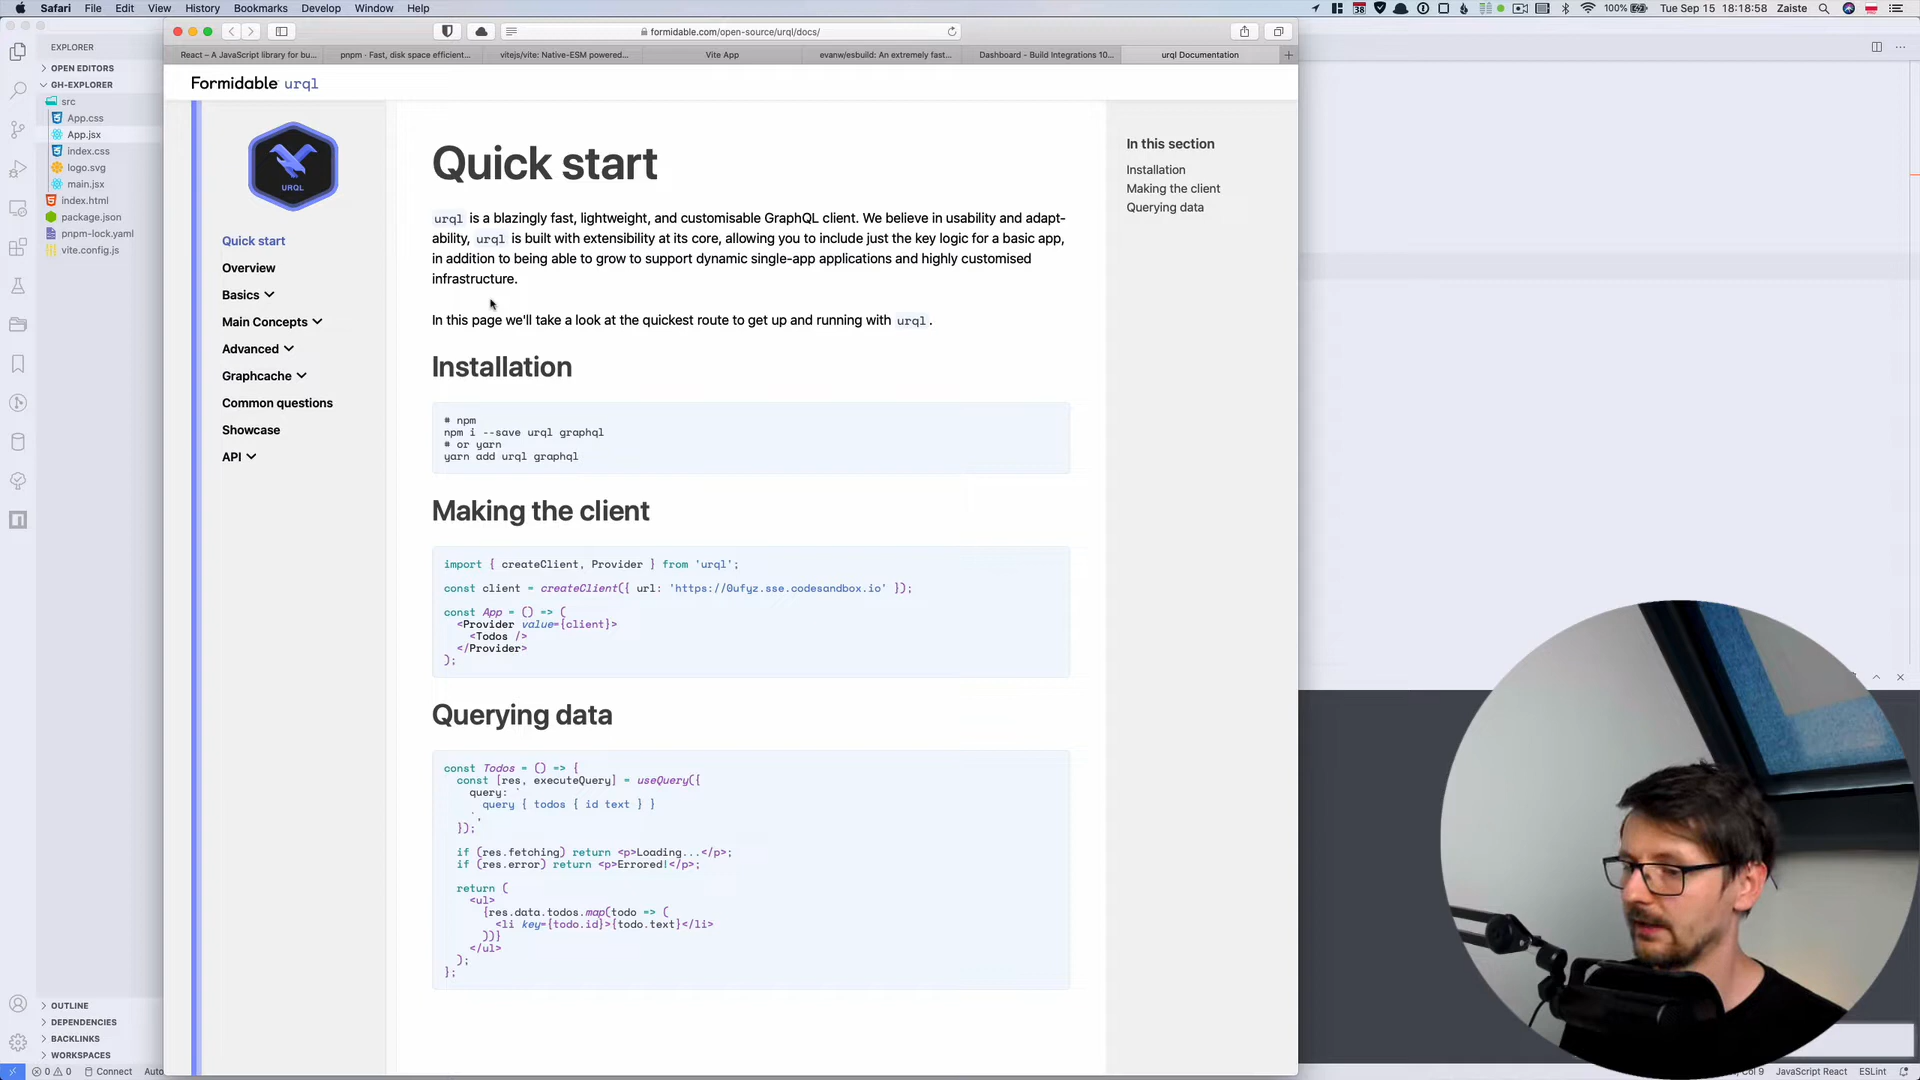 Safari File Edit View History Bookmarks Develop Window Help
38
100%
Tue Sep 15 18:18:58 Zaiste
formidable.com/open-source/urql/docs/
React – A JavaScript library for bu...
pnpm · Fast, disk space efficient...
vitejs/vite: Native-ESM powered...
Vite App
evanw/esbuild: An extremely fast...
Dashboard - Build Integrations 10...
urql Documentation
EXPLORER
OPEN EDITORS
GH-EXPLORER
src
App.css
App.jsx
index.css
logo.svg
main.jsx
index.html
package.json
pnpm-lock.yaml
vite.config.js
OUTLINE
DEPENDENCIES
BACKLINKS
WORKSPACES
Formidable urql
URQL
Quick start
Overview
Basics
Main Concepts
Advanced
Graphcache
Common questions
Showcase
API
Quick start
urql is a blazingly fast, lightweight, and customisable GraphQL client. We believe in usability and adapt-
ability, urql is built with extensibility at its core, allowing you to include just the key logic for a basic app,
in addition to being able to grow to support dynamic single-app applications and highly customised
infrastructure.
In this page we'll take a look at the quickest route to get up and running with urql.
Installation
# npm
npm i --save urql graphql
# or yarn
yarn add urql graphql
Making the client
import { createClient, Provider } from 'urql';
const client = createClient({ url: 'https://0ufyz.sse.codesandbox.io' });
const App = () => (
<Provider value={client}>
<Todos />
</Provider>
);
Querying data
const Todos = () => {
const [res, executeQuery] = useQuery({
query: `
query { todos { id text } }
`,
});
if (res.fetching) return <p>Loading...</p>;
if (res.error) return <p>Errored!</p>;
return (
<ul>
{res.data.todos.map(todo => (
<li key={todo.id}>{todo.text}</li>
))}
</ul>
);
};
In this section
Installation
Making the client
Querying data
0 0 Connect Auto
Col 9 JavaScript React ESLint